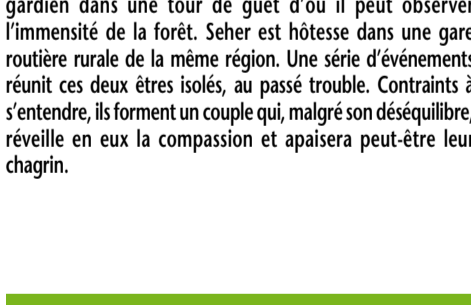 gardien dans une tour de guet d'où il peut observer
l'immensité de la forêt. Seher est hôtesse dans une gare
routière rurale de la même région. Une série d'événements
réunit ces deux êtres isolés, au passé trouble. Contraints à
s'entendre, ils forment un couple qui, malgré son déséquilibre,
réveille en eux la compassion et apaisera peut-être leur
chagrin.